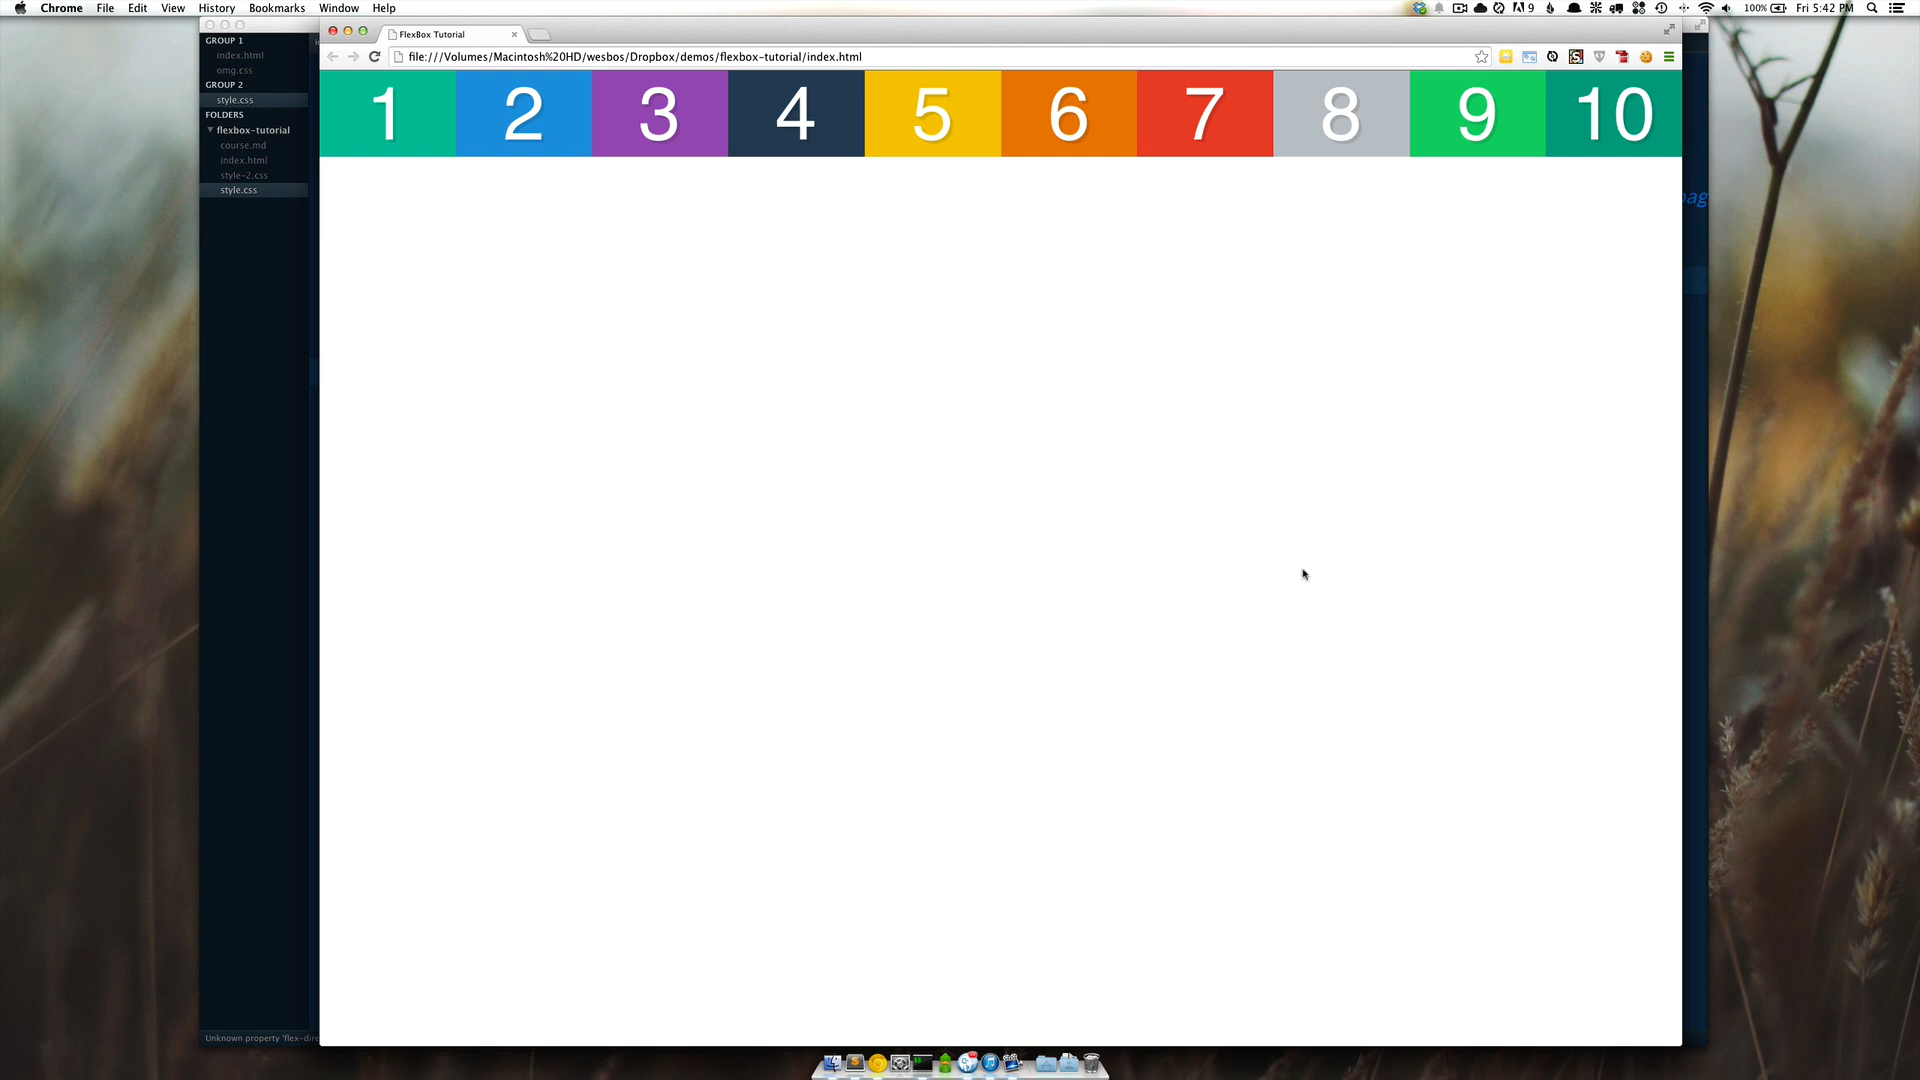 Chrome File Edit View History Bookmarks Window Help
9 100% Fri 5:42 PM
GROUP 1
index.html
omg.css
GROUP 2
style.css
FOLDERS
flexbox-tutorial
course.md
index.html
style-2.css
style.css
FlexBox Tutorial
file:///Volumes/Macintosh%20HD/wesbos/Dropbox/demos/flexbox-tutorial/index.html
1 2 3 4 5 6 7 8 9 10
Unknown property 'flex-dire